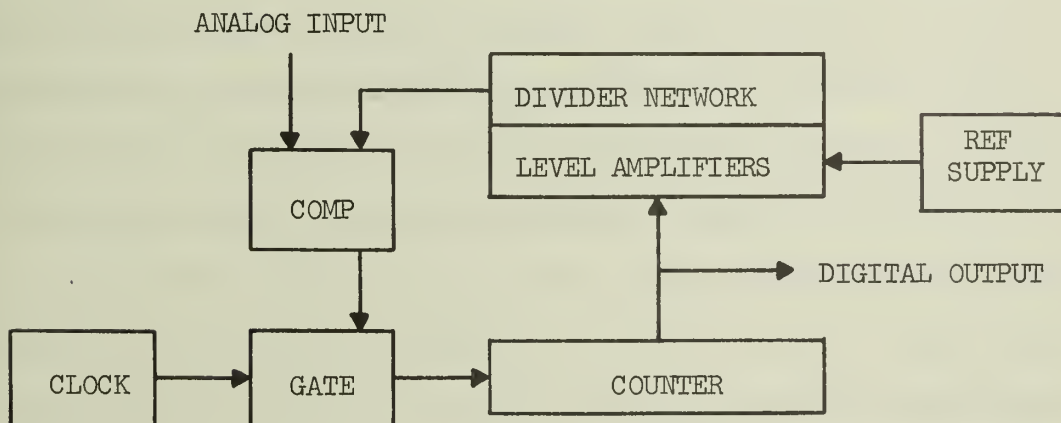 ANALOG INPUT
DIVIDER NETWORK
LEVEL AMPLIFIERS
REF
SUPPLY
COMP
DIGITAL OUTPUT
CLOCK
GATE
COUNTER